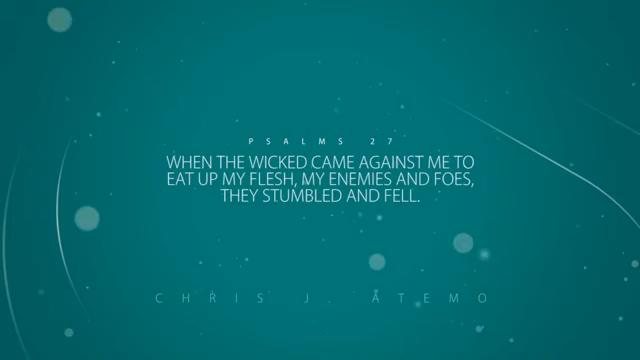 PSALMS 27
WHEN THE WICKED CAME AGAINST ME TO
EAT UP MY FLESH, MY ENEMIES AND FOES,
THEY STUMBLED AND FELL.
CHRIS J. ATEMO